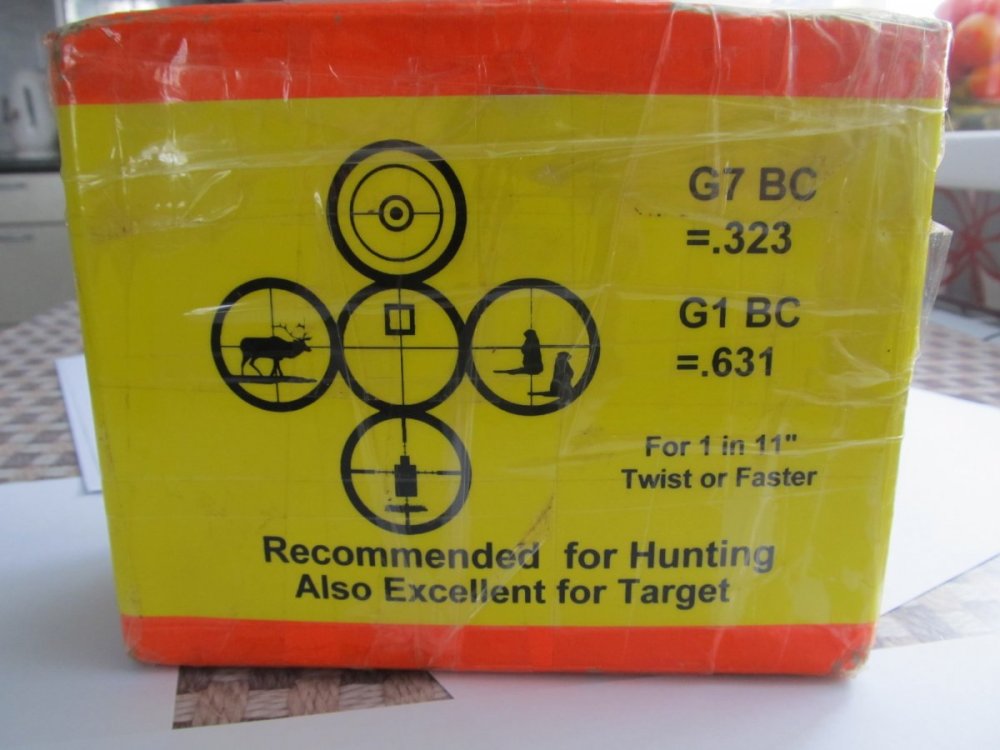 G7 BC
=.323
G1 BC
=.631
For 1 in 11"
Twist or Faster
Recommended for Hunting
Also Excellent for Target